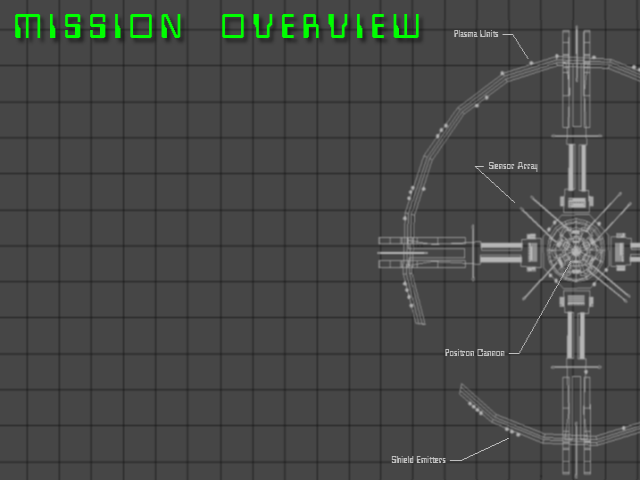 MISSION OVERVIEW
Plasma Units
Sensor Array
Positron Cannon
Shield Emitters